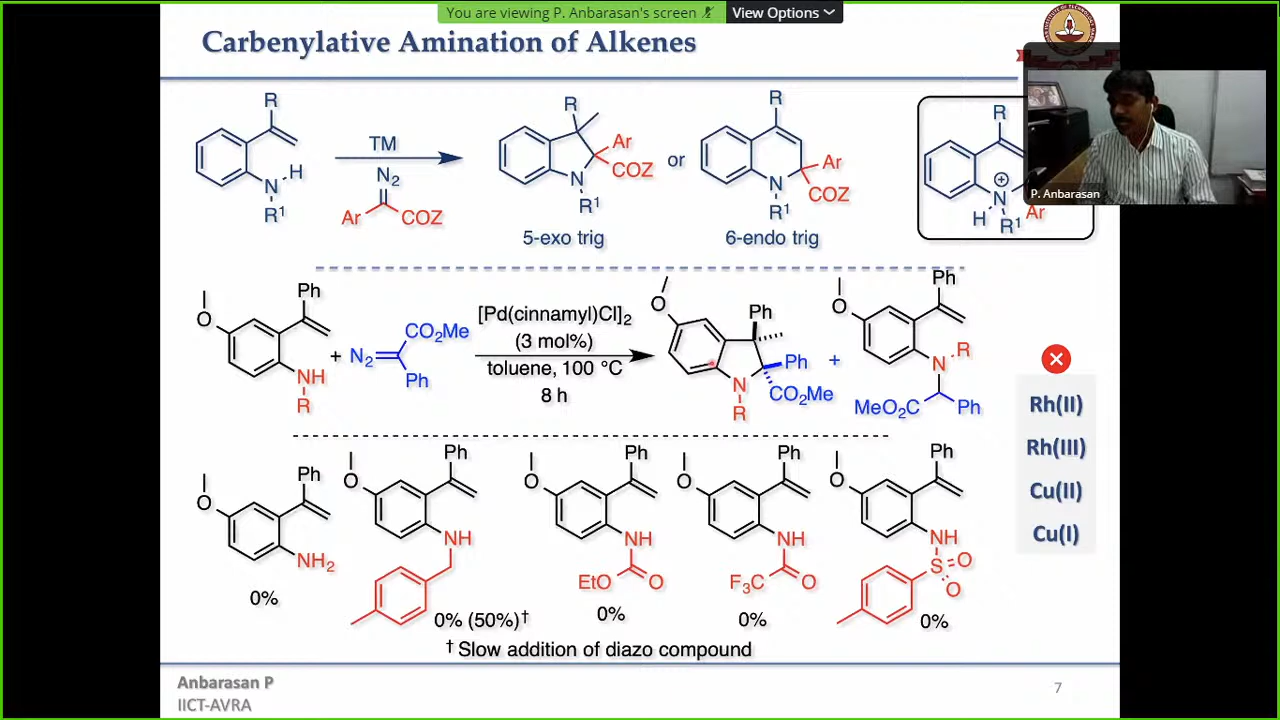 You are viewing P. Anbarasan's screen
View Options
Carbenylative Amination of Alkenes
P. Anbarasan
R
N
H
R¹
TM
N₂
Ar
COZ
R
Ar
COZ
N
R¹
5-exo trig
or
R
Ar
COZ
N
R¹
6-endo trig
R
N
H
R¹
Ar
Ph
O
NH
R
+
CO₂Me
N₂
Ph
[Pd(cinnamyl)Cl]₂
(3 mol%)
toluene, 100 °C
8 h
O
Ph
Ph
N
CO₂Me
R
+
Ph
O
R
N
MeO₂C
Ph
Rh(II)
Rh(III)
Cu(II)
Cu(I)
Ph
O
NH₂
0%
Ph
O
NH
0% (50%)†
Ph
O
NH
EtO
O
0%
Ph
O
NH
F₃C
O
0%
Ph
O
NH
S
O
O
0%
† Slow addition of diazo compound
Anbarasan P
IICT-AVRA
7